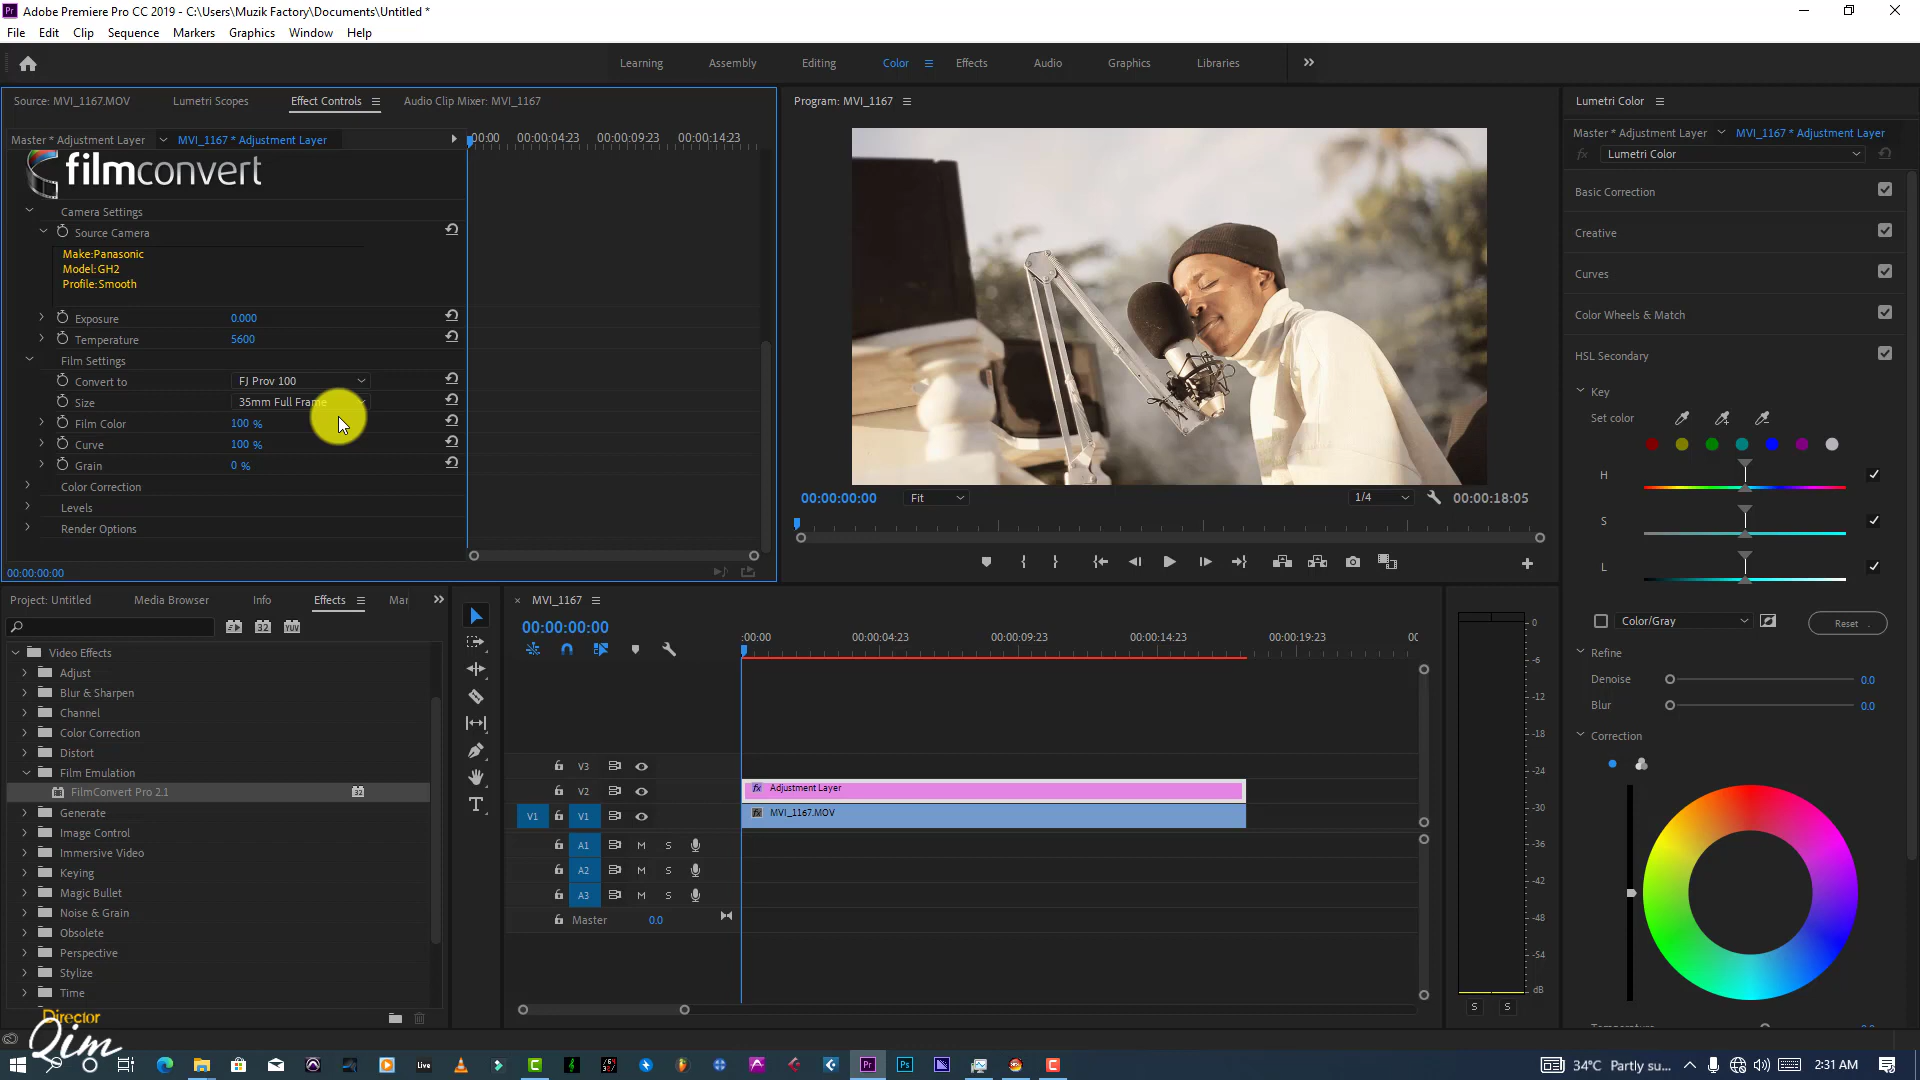 Adobe Premiere Pro CC 2019 - C:\Users\Muzik Factory\Documents\Untitled *
File Edit Clip Sequence Markers Graphics Window Help
Learning Assembly Editing Color Effects Audio Graphics Libraries
Source: MVI_1167.MOV Lumetri Scopes Effect Controls Audio Clip Mixer: MVI_1167
Master * Adjustment Layer MVI_1167 * Adjustment Layer
:00:00 00:00:04:23 00:00:09:23 00:00:14:23
filmconvert
Camera Settings
Source Camera
Make:Panasonic
Model:GH2
Profile:Smooth
Exposure 0.000
Temperature 5600
Film Settings
Convert to FJ Prov 100
Size 35mm Full Frame
Film Color 100 %
Curve 100 %
Grain 0 %
Color Correction
Levels
Render Options
00:00:00:00
Program: MVI_1167
00:00:00:00 Fit 1/4 00:00:18:05
Lumetri Color
Master * Adjustment Layer MVI_1167 * Adjustment Layer
fx Lumetri Color
Basic Correction
Creative
Curves
Color Wheels & Match
HSL Secondary
Key
Set color
H
S
L
Color/Gray Reset
Refine
Denoise 0.0
Blur 0.0
Correction
Project: Untitled Media Browser Info Effects Mar
Video Effects
Adjust
Blur & Sharpen
Channel
Color Correction
Distort
Film Emulation
FilmConvert Pro 2.1
Generate
Image Control
Immersive Video
Keying
Magic Bullet
Noise & Grain
Obsolete
Perspective
Stylize
Time
MVI_1167
00:00:00:00
:00:00 00:00:04:23 00:00:09:23 00:00:14:23 00:00:19:23 00
V3
V2 fx Adjustment Layer
V1 V1 fx MVI_1167.MOV
A1 M S
A2 M S
A3 M S
Master 0.0
0
-6
-12
-18
-24
-30
-36
-42
-48
-54
dB
S S
Director
Qim
34°C Partly su... 2:31 AM